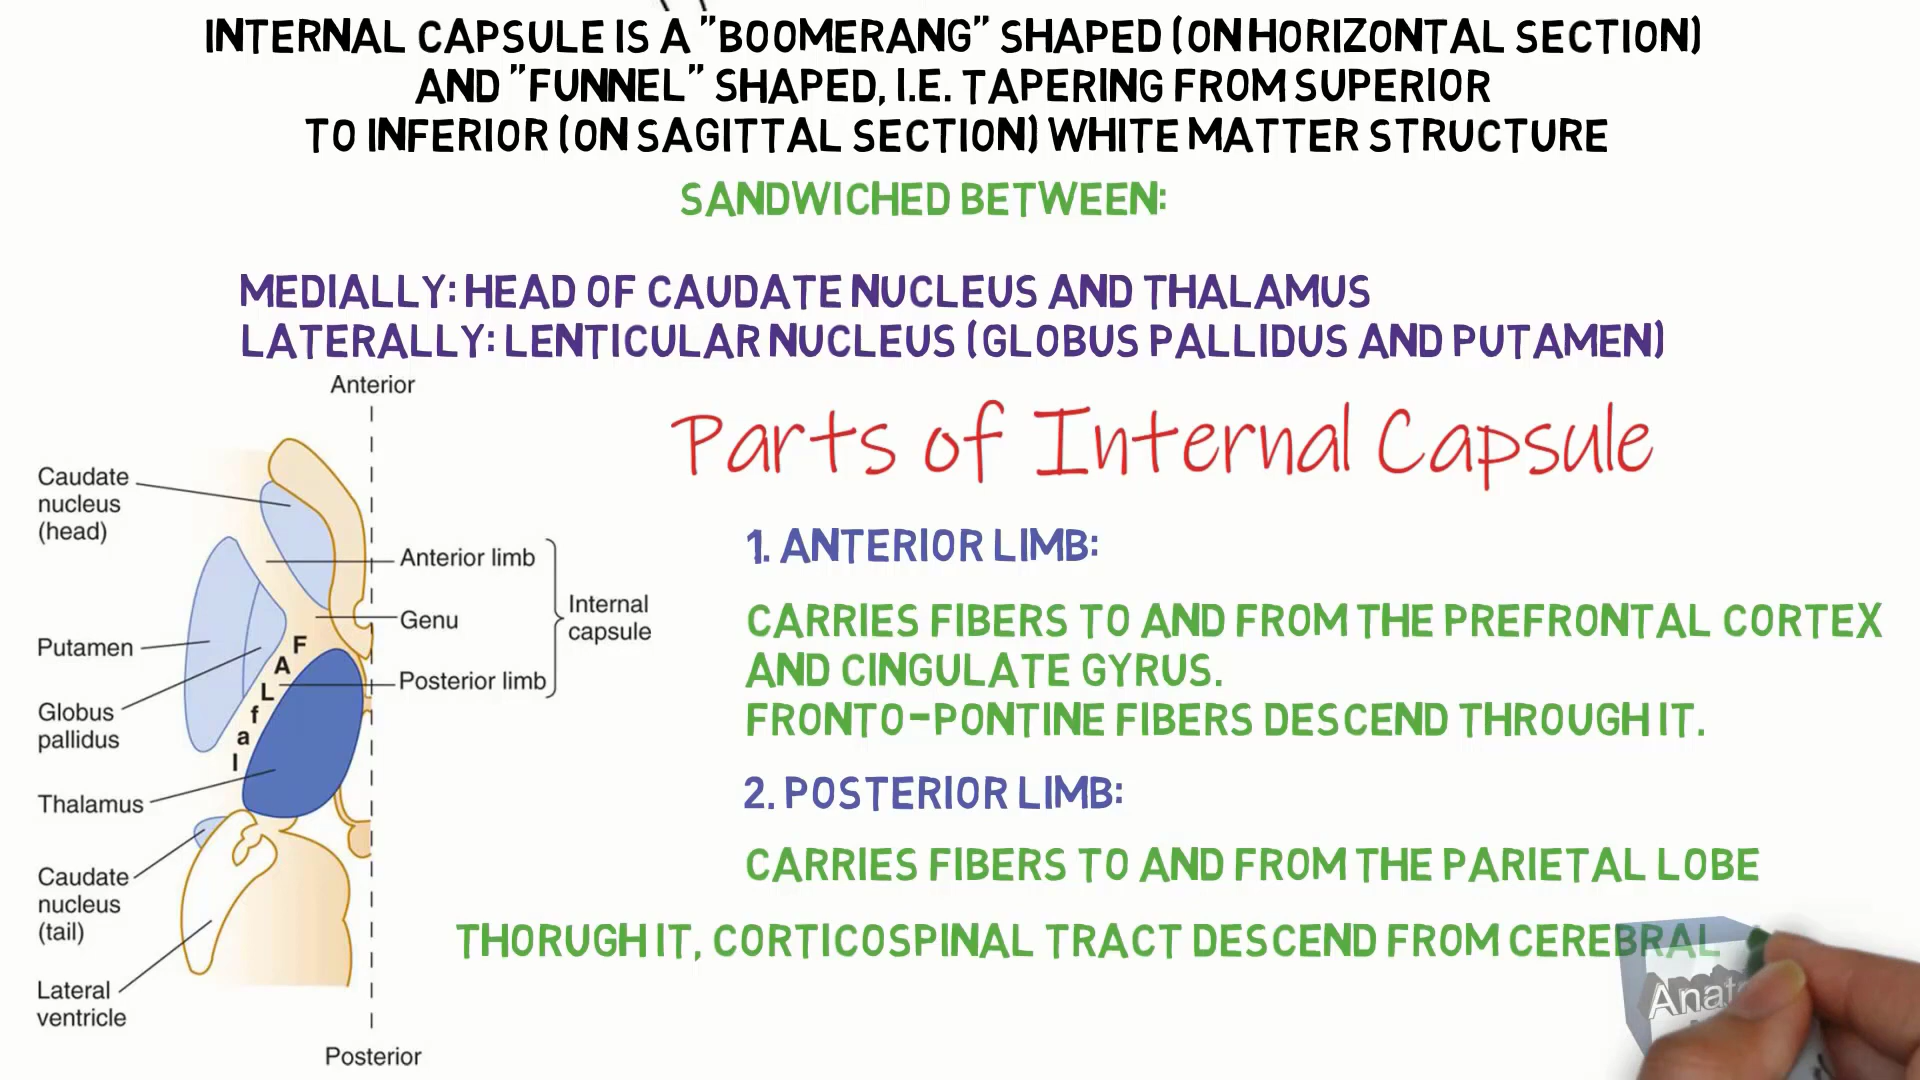 INTERNAL CAPSULE IS A "BOOMERANG" SHAPED (ON HORIZONTAL SECTION)
AND "FUNNEL" SHAPED, I.E. TAPERING FROM SUPERIOR
TO INFERIOR (ON SAGITTAL SECTION) WHITE MATTER STRUCTURE
SANDWICHED BETWEEN:
MEDIALLY: HEAD OF CAUDATE NUCLEUS AND THALAMUS
LATERALLY: LENTICULAR NUCLEUS (GLOBUS PALLIDUS AND PUTAMEN)
Anterior
Caudate
nucleus
(head)
Putamen
Globus
pallidus
Thalamus
Caudate
nucleus
(tail)
Lateral
ventricle
F
A
L
f
a
l
Anterior limb
Genu
Posterior limb
Internal
capsule
Posterior
Parts of Internal Capsule
1. ANTERIOR LIMB:
CARRIES FIBERS TO AND FROM THE PREFRONTAL CORTEX
AND CINGULATE GYRUS.
FRONTO-PONTINE FIBERS DESCEND THROUGH IT.
2. POSTERIOR LIMB:
CARRIES FIBERS TO AND FROM THE PARIETAL LOBE
THORUGH IT, CORTICOSPINAL TRACT DESCEND FROM CEREBRAL